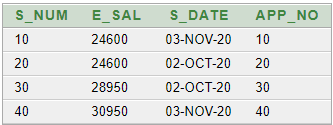 S_NUM E_SAL S_DATE APP_NO
10 24600 03-NOV-20 10
20 24600 02-OCT-20 20
30 28950 02-OCT-20 30
40 30950 03-NOV-20 40